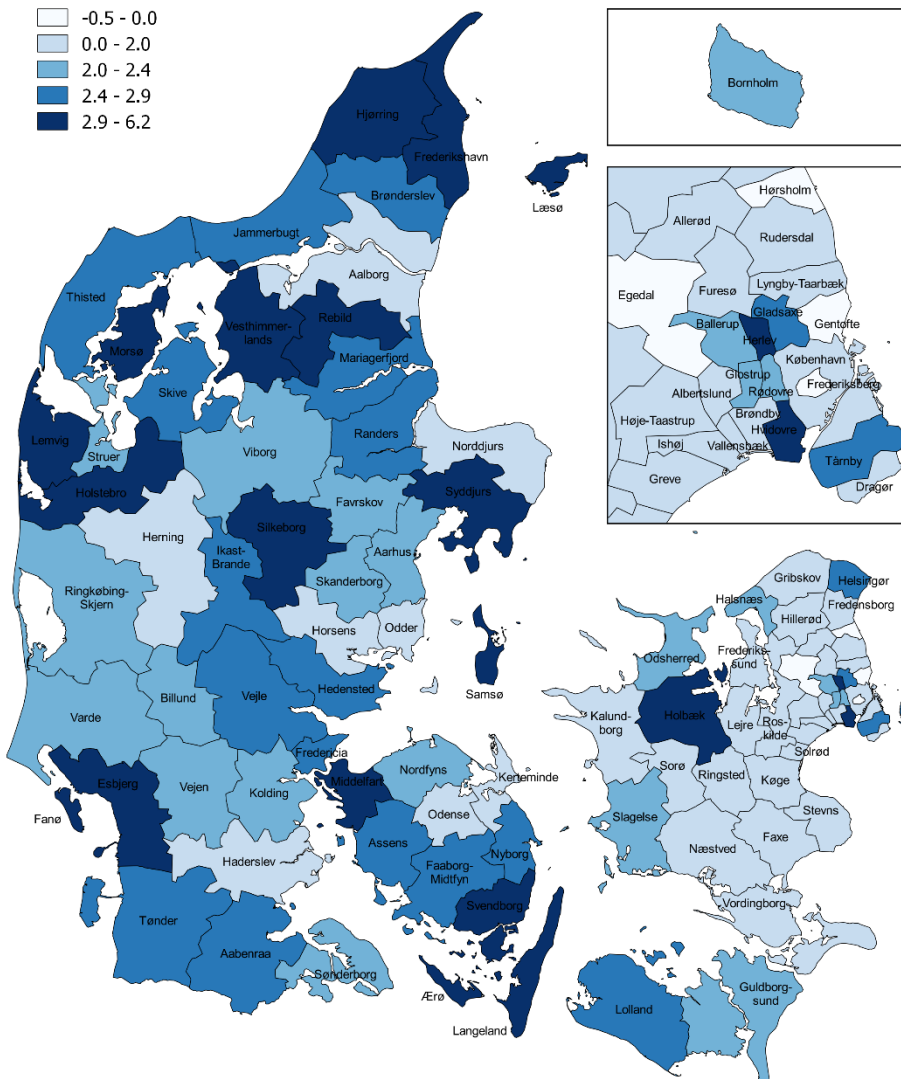 -0.5 - 0.0
0.0 - 2.0
2.0 - 2.4
2.4 - 2.9
2.9 - 6.2
Hjørring
Frederikshavn
Brønderslev
Læsø
Jammerbugt
Aalborg
Thisted
Vesthimmer-
lands
Rebild
Morsø
Mariagerfjord
Skive
Randers
Lemvig
Struer
Viborg
Norddjurs
Holstebro
Syddjurs
Favrskov
Silkeborg
Herning
Ikast-
Brande
Aarhus
Skanderborg
Ringkøbing-
Skjern
Horsens
Odder
Samsø
Hedensted
Billund
Vejle
Varde
Fredericia
Esbjerg
Vejen
Kolding
Middelfart
Nordfyns
Kerteminde
Fanø
Odense
Haderslev
Assens
Faaborg-
Midtfyn
Nyborg
Svendborg
Tønder
Aabenraa
Sønderborg
Ærø
Langeland
Bornholm
Hørsholm
Allerød
Rudersdal
Egedal
Furesø
Lyngby-Taarbæk
Gladsaxe
Ballerup
Gentofte
Herlev
København
Glostrup
Frederiksberg
Albertslund
Rødovre
Høje-Taastrup
Brøndby
Hvidovre
Ishøj
Vallensbæk
Greve
Tårnby
Dragør
Gribskov
Helsingør
Halsnæs
Fredensborg
Hillerød
Odsherred
Frederiks-
sund
Kalund-
borg
Holbæk
Lejre
Ros-
kilde
Solrød
Sorø
Ringsted
Køge
Slagelse
Stevns
Næstved
Faxe
Vordingborg
Guldborg-
sund
Lolland